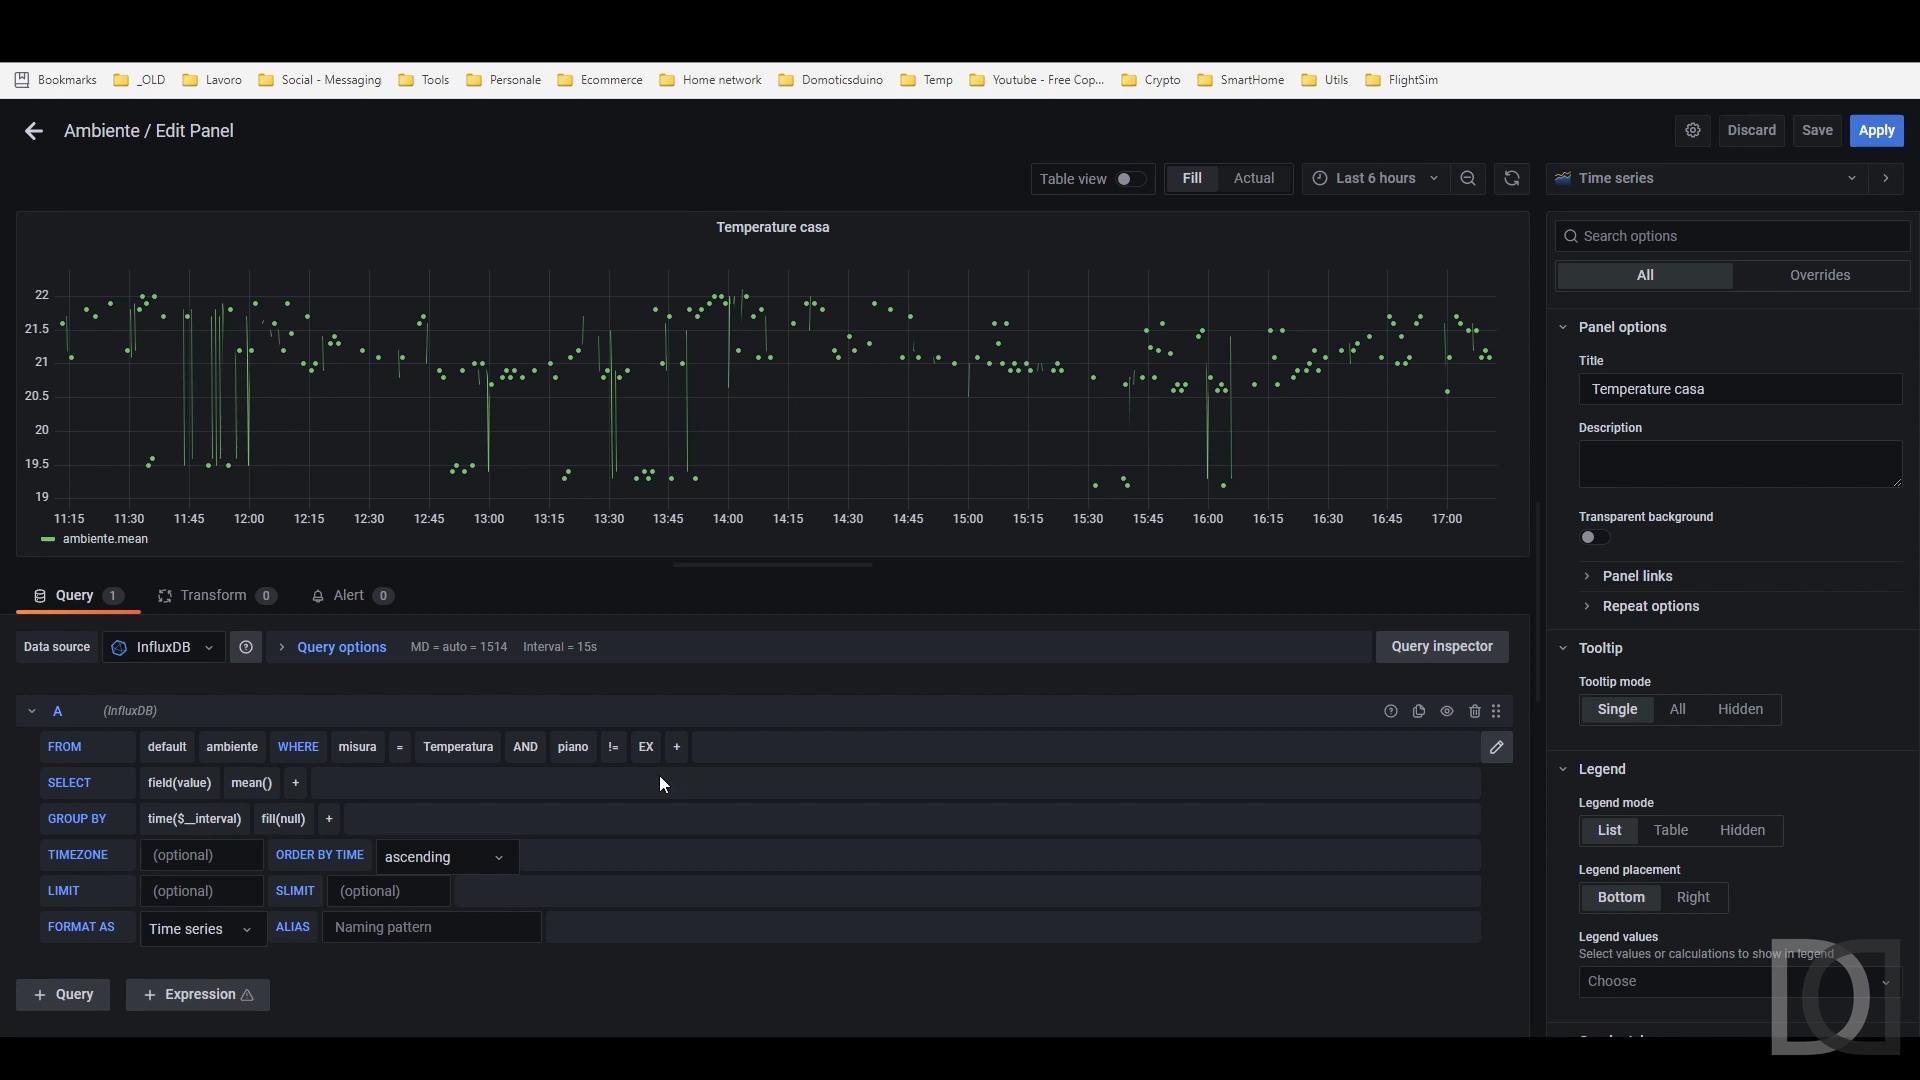 Bookmarks _OLD Lavoro Social - Messaging Tools Personale Ecommerce Home network Domoticsduino Temp Youtube - Free Cop... Crypto SmartHome Utils FlightSim
Ambiente / Edit Panel
Discard Save Apply
Table view Fill Actual Last 6 hours Time series
Temperature casa
22
21.5
21
20.5
20
19.5
19
11:15 11:30 11:45 12:00 12:15 12:30 12:45 13:00 13:15 13:30 13:45 14:00 14:15 14:30 14:45 15:00 15:15 15:30 15:45 16:00 16:15 16:30 16:45 17:00
ambiente.mean
Query 1 Transform 0 Alert 0
Data source InfluxDB Query options MD = auto = 1514 Interval = 15s Query inspector
A (InfluxDB)
FROM default ambiente WHERE misura = Temperatura AND piano != EX +
SELECT field(value) mean() +
GROUP BY time($__interval) fill(null) +
TIMEZONE (optional) ORDER BY TIME ascending
LIMIT (optional) SLIMIT (optional)
FORMAT AS Time series ALIAS Naming pattern
+ Query + Expression
Search options
All Overrides
Panel options
Title
Temperature casa
Description
Transparent background
Panel links
Repeat options
Tooltip
Tooltip mode
Single All Hidden
Legend
Legend mode
List Table Hidden
Legend placement
Bottom Right
Legend values
Select values or calculations to show in legend
Choose